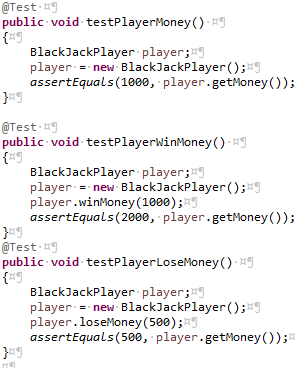 @Test
public void testPlayerMoney()
{
BlackJackPlayer player;
player = new BlackJackPlayer();
assertEquals(1000, player.getMoney());
}
@Test
public void testPlayerWinMoney()
{
BlackJackPlayer player;
player = new BlackJackPlayer();
player.winMoney(1000);
assertEquals(2000, player.getMoney());
}
@Test
public void testPlayerLoseMoney()
{
BlackJackPlayer player;
player = new BlackJackPlayer();
player.loseMoney(500);
assertEquals(500, player.getMoney());
}